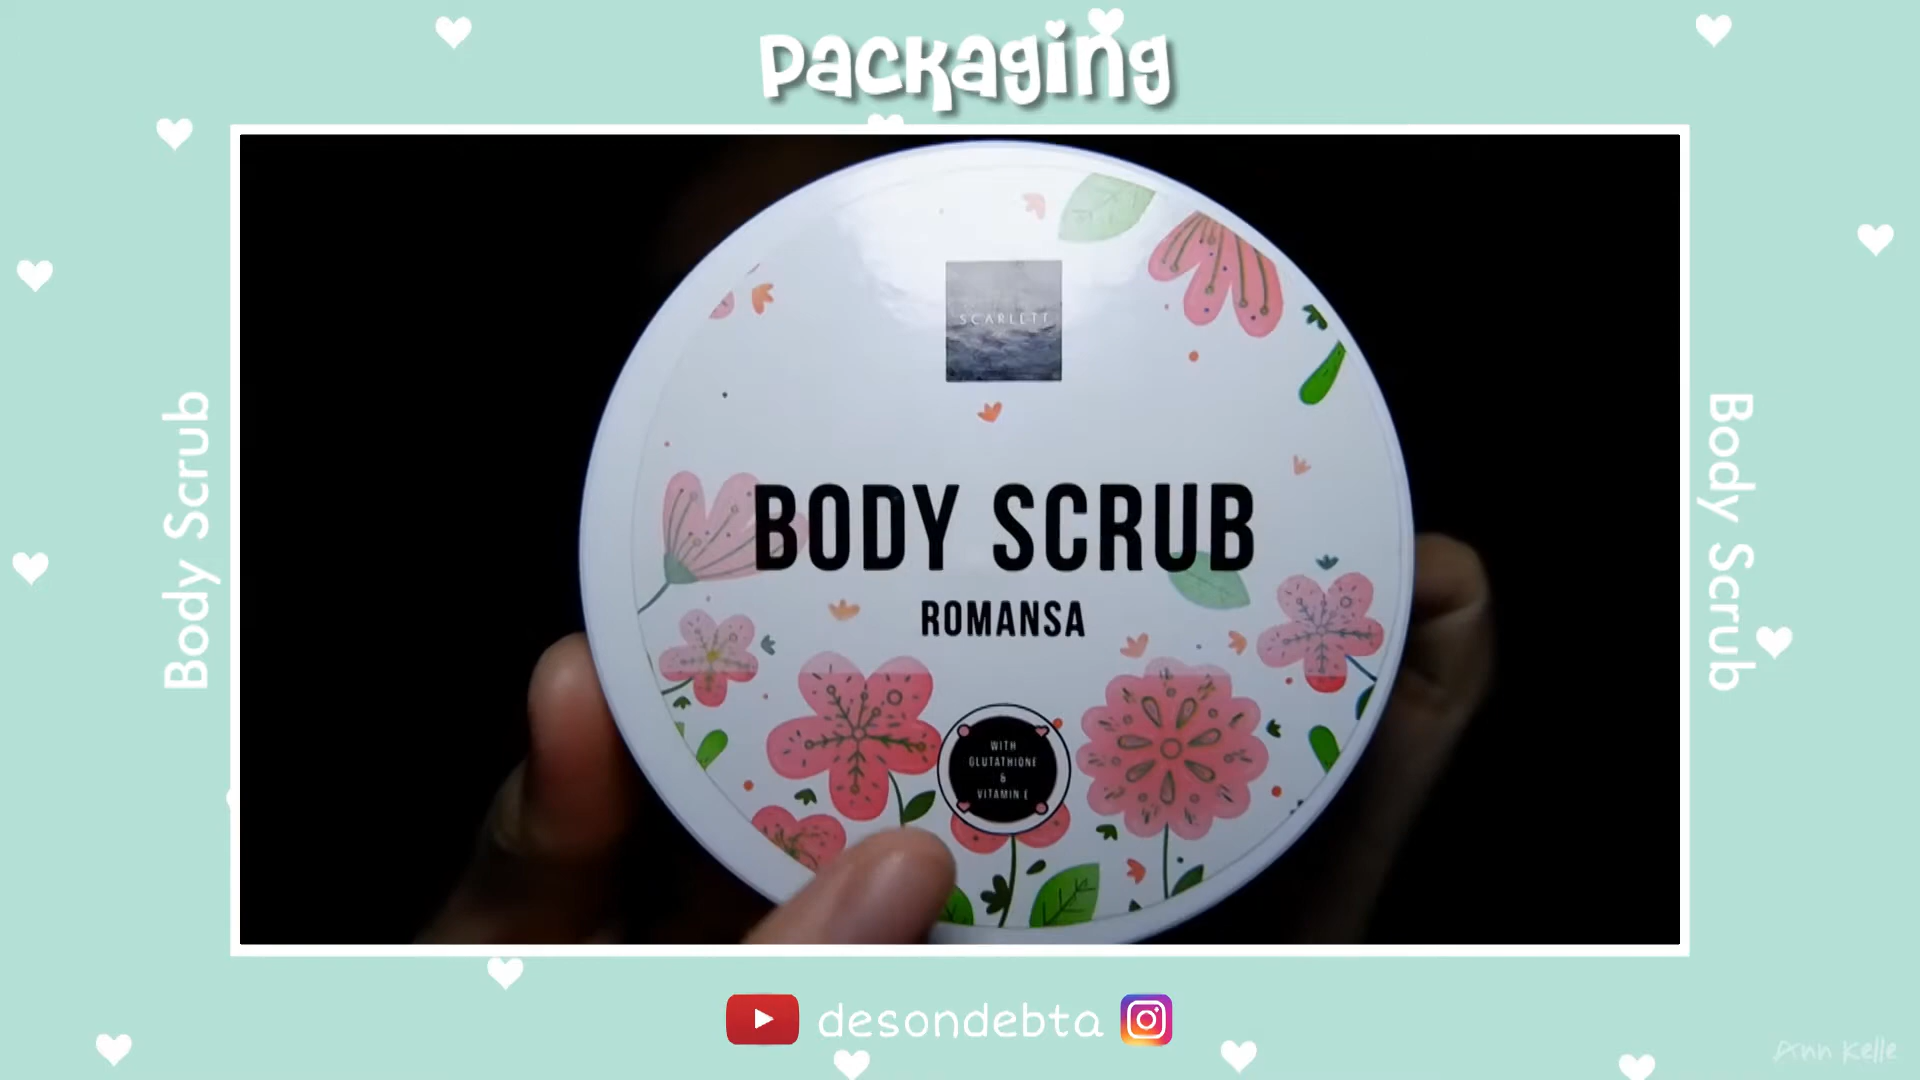 Packaging
Body Scrub
SCARLETT
BODY SCRUB
ROMANSA
WITH
GLUTATHIONE
&
VITAMIN E
Body Scrub
desondebta
Ann Kelle